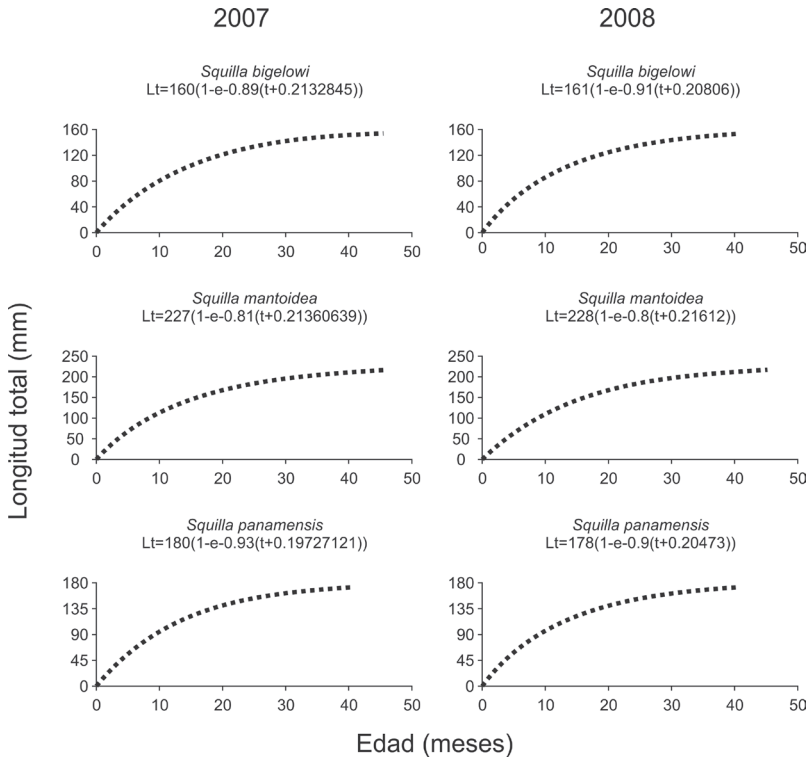 2007
2008
Squilla bigelowi
Lt=160(1-e-0.89(t+0.2132845))
160
120
80
40
0
0 10 20 30 40 50
Squilla bigelowi
Lt=161(1-e-0.91(t+0.20806))
160
120
80
40
0
0 10 20 30 40 50
Longitud total (mm)
Squilla mantoidea
Lt=227(1-e-0.81(t+0.21360639))
250
200
150
100
50
0
0 10 20 30 40 50
Squilla mantoidea
Lt=228(1-e-0.8(t+0.21612))
250
200
150
100
50
0
0 10 20 30 40 50
Squilla panamensis
Lt=180(1-e-0.93(t+0.19727121))
180
135
90
45
0
0 10 20 30 40 50
Squilla panamensis
Lt=178(1-e-0.9(t+0.20473))
180
135
90
45
0
0 10 20 30 40 50
Edad (meses)